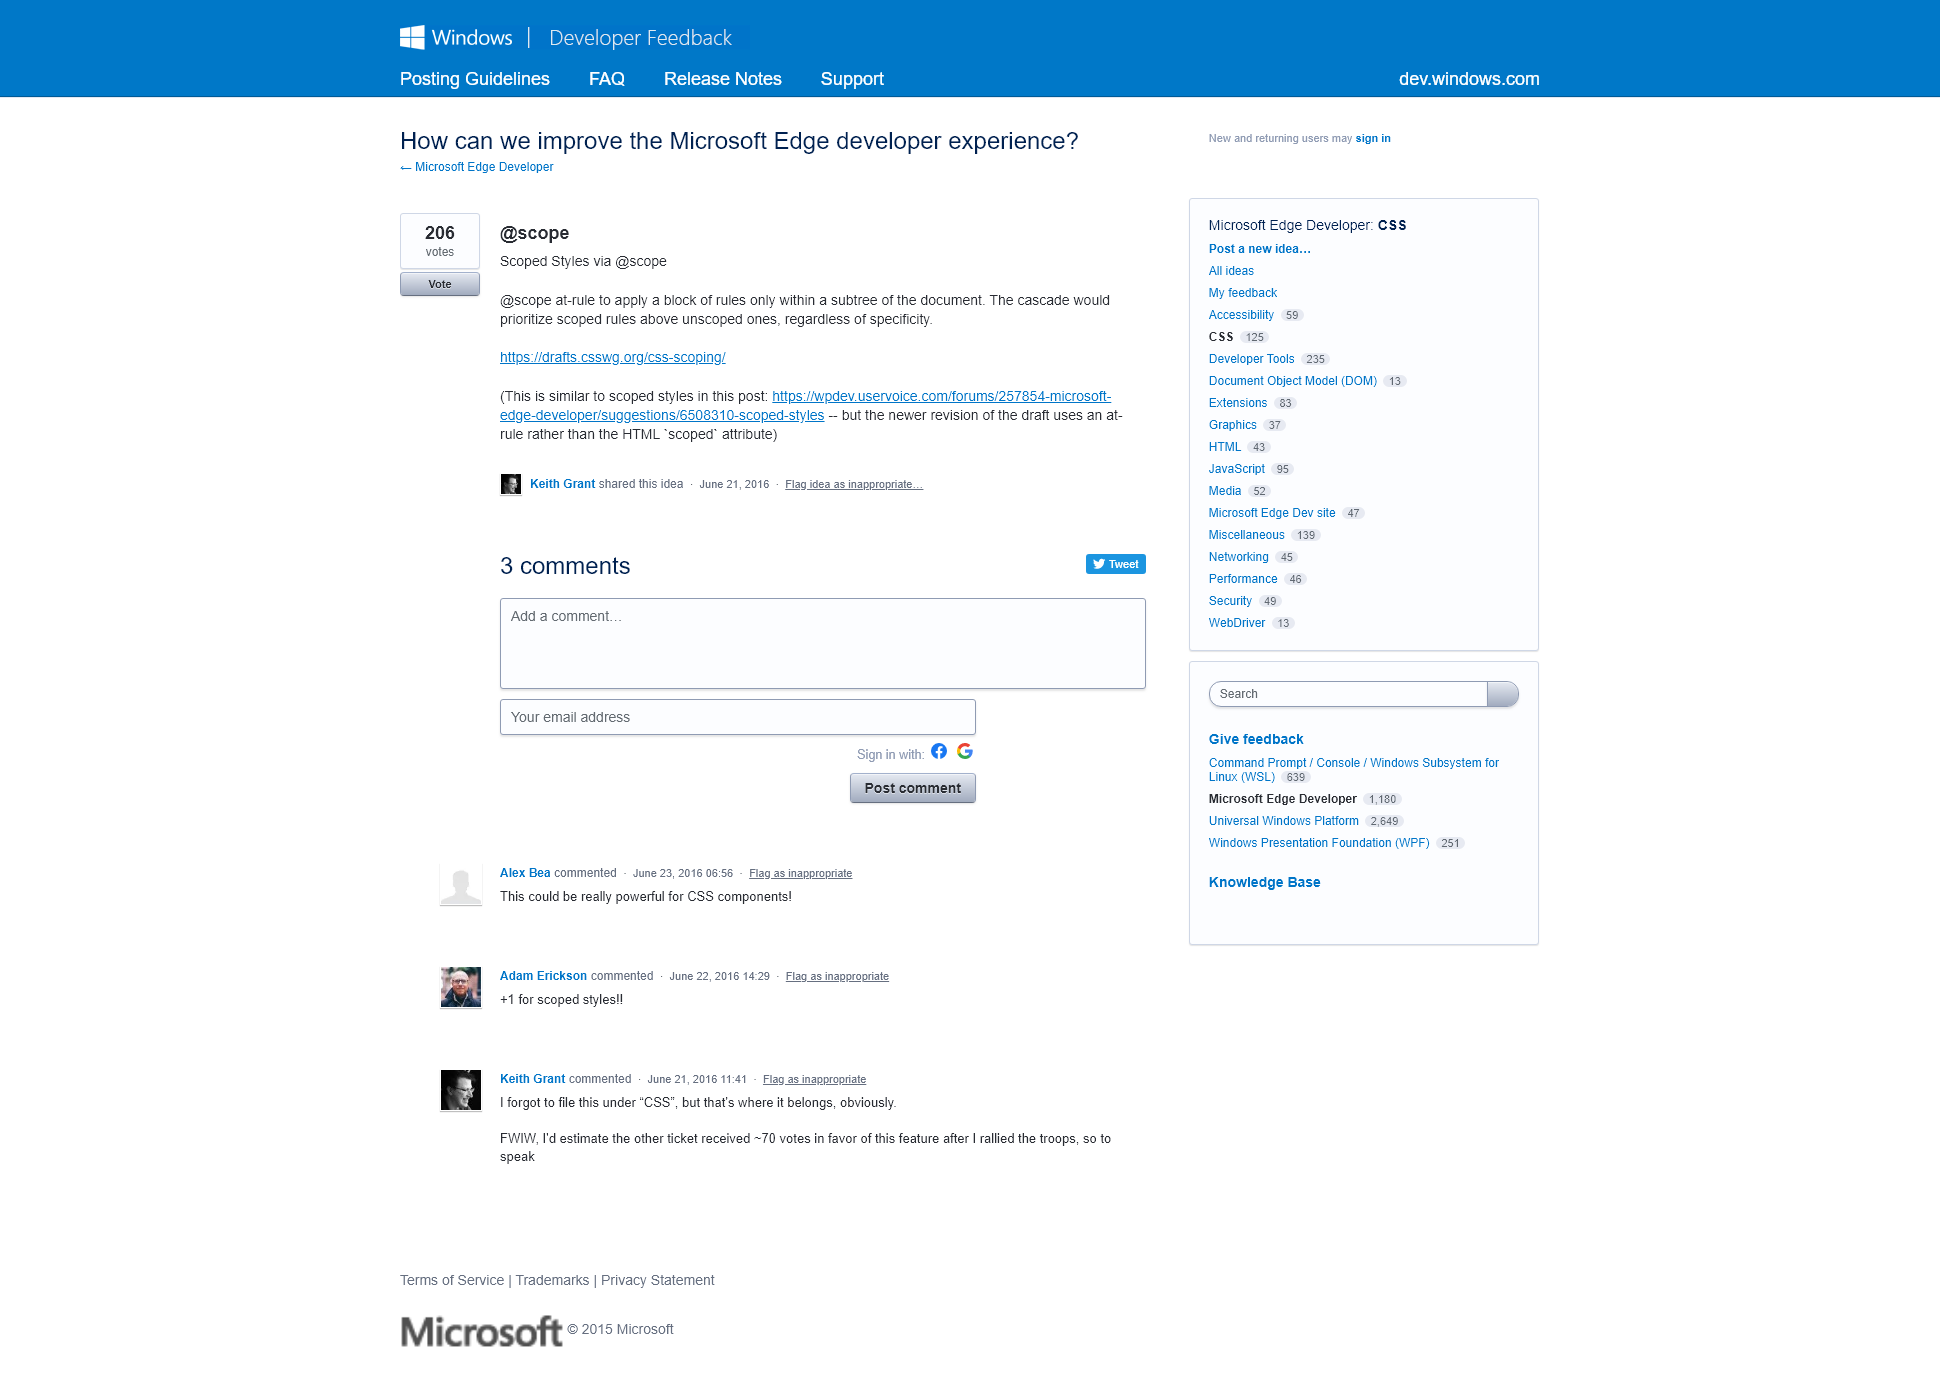 Windows | Developer Feedback
Posting Guidelines FAQ Release Notes Support dev.windows.com
How can we improve the Microsoft Edge developer experience?
← Microsoft Edge Developer
New and returning users may sign in
206
votes
Vote
@scope
Scoped Styles via @scope
@scope at-rule to apply a block of rules only within a subtree of the document. The cascade would
prioritize scoped rules above unscoped ones, regardless of specificity.
https://drafts.csswg.org/css-scoping/
(This is similar to scoped styles in this post: https://wpdev.uservoice.com/forums/257854-microsoft-
edge-developer/suggestions/6508310-scoped-styles -- but the newer revision of the draft uses an at-
rule rather than the HTML `scoped` attribute)
Keith Grant shared this idea · June 21, 2016 · Flag idea as inappropriate…
3 comments
Tweet
Add a comment…
Your email address
Sign in with:
Post comment
Alex Bea commented · June 23, 2016 06:56 · Flag as inappropriate
This could be really powerful for CSS components!
Adam Erickson commented · June 22, 2016 14:29 · Flag as inappropriate
+1 for scoped styles!!
Keith Grant commented · June 21, 2016 11:41 · Flag as inappropriate
I forgot to file this under “CSS”, but that’s where it belongs, obviously.
FWIW, I’d estimate the other ticket received ~70 votes in favor of this feature after I rallied the troops, so to
speak
Microsoft Edge Developer: CSS
Post a new idea…
All ideas
My feedback
Accessibility 59
CSS 125
Developer Tools 235
Document Object Model (DOM) 13
Extensions 83
Graphics 37
HTML 43
JavaScript 95
Media 52
Microsoft Edge Dev site 47
Miscellaneous 139
Networking 45
Performance 46
Security 49
WebDriver 13
Search
Give feedback
Command Prompt / Console / Windows Subsystem for
Linux (WSL) 639
Microsoft Edge Developer 1,180
Universal Windows Platform 2,649
Windows Presentation Foundation (WPF) 251
Knowledge Base
Terms of Service | Trademarks | Privacy Statement
Microsoft © 2015 Microsoft